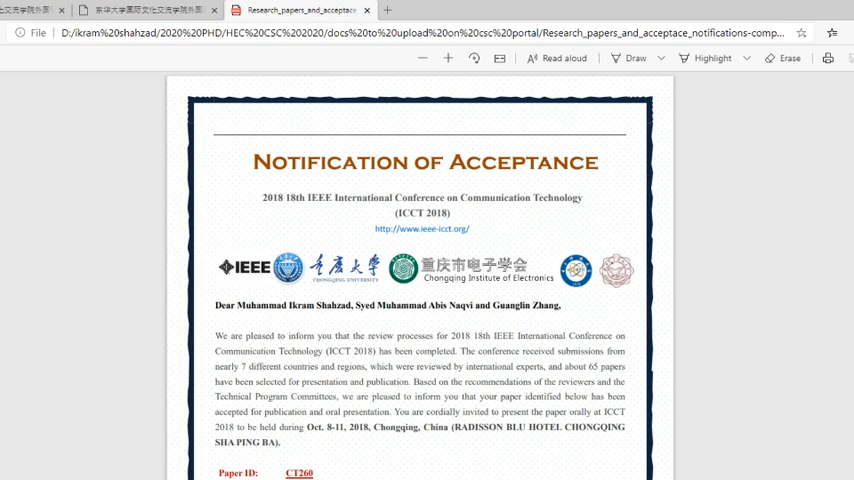 化交流学院外国
东华大学国际文化交流学院外医
Research_papers_and_acceptance_
File
D:/ikram%20shahzad/2020%20PHD/HEC%20CSC%202020/docs%20to%20upload%20on%20csc%20portal/Research_papers_and_acceptace_notifications-comp...
Read aloud
Draw
Highlight
Erase
NOTIFICATION OF ACCEPTANCE
2018 18th IEEE International Conference on Communication Technology
(ICCT 2018)
http://www.ieee-icct.org/
IEEE
重庆大学
CHONGQING UNIVERSITY
重庆市电子学会
Chongqing Institute of Electronics
Dear Muhammad Ikram Shahzad, Syed Muhammad Abis Naqvi and Guanglin Zhang,
We are pleased to inform you that the review processes for 2018 18th IEEE International Conference on
Communication Technology (ICCT 2018) has been completed. The conference received submissions from
nearly 7 different countries and regions, which were reviewed by international experts, and about 65 papers
have been selected for presentation and publication. Based on the recommendations of the reviewers and the
Technical Program Committees, we are pleased to inform you that your paper identified below has been
accepted for publication and oral presentation. You are cordially invited to present the paper orally at ICCT
2018 to be held during Oct. 8-11, 2018, Chongqing, China (RADISSON BLU HOTEL CHONGQING
SHA PING BA).
Paper ID: CT260